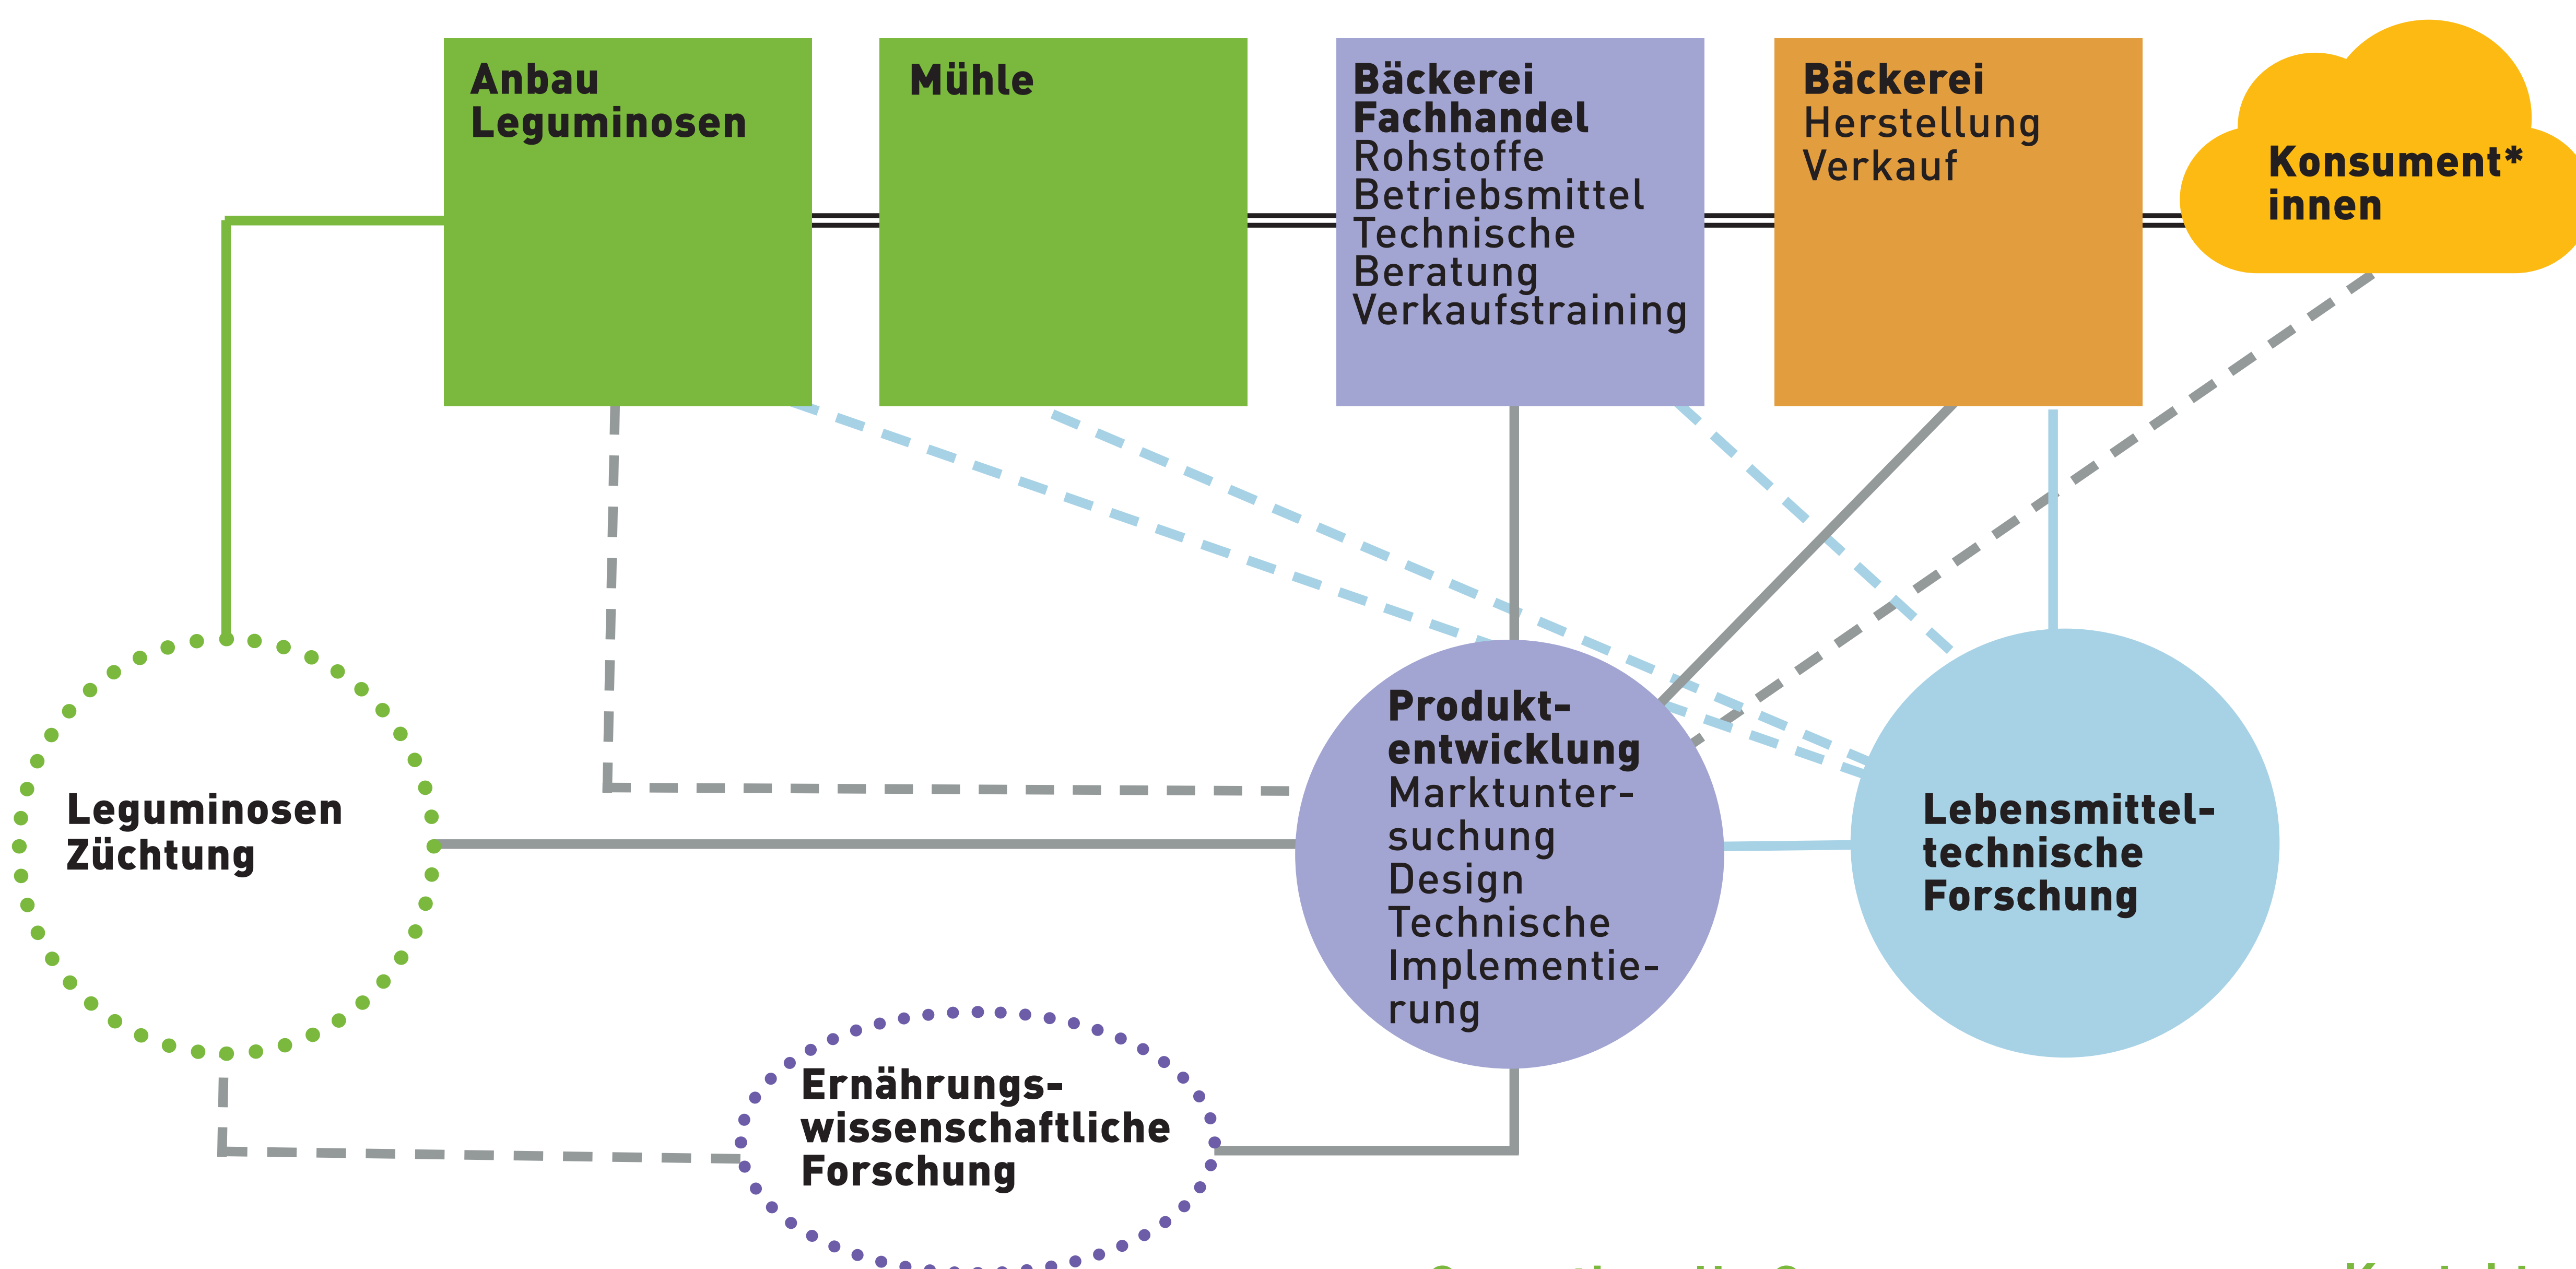 Anbau
Leguminosen
Mühle
Bäckerei
Fachhandel
Rohstoffe
Betriebsmittel
Technische
Beratung
Verkaufstraining
Bäckerei
Herstellung
Verkauf
Konsument*
innen
Leguminosen
Züchtung
Produkt-
entwicklung
Marktunter-
suchung
Design
Technische
Implementie-
rung
Lebensmittel-
technische
Forschung
Ernährungs-
wissenschaftliche
Forschung